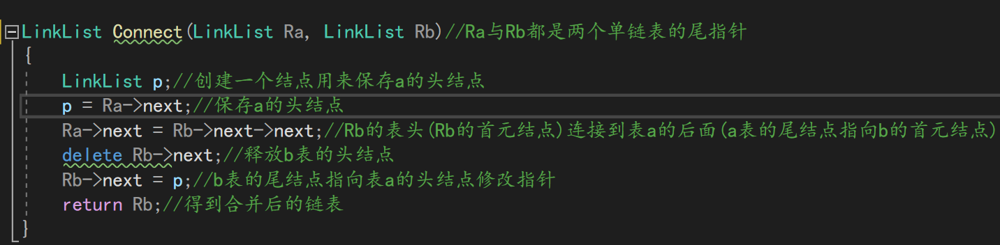 LinkList Connect(LinkList Ra, LinkList Rb)//Ra与Rb都是两个单链表的尾指针
{
LinkList p;//创建一个结点用来保存a的头结点
p = Ra->next;//保存a的头结点
Ra->next = Rb->next->next;//Rb的表头(Rb的首元结点)连接到表a的后面(a表的尾结点指向b的首元结点)
delete Rb->next;//释放b表的头结点
Rb->next = p;//b表的尾结点指向表a的头结点修改指针
return Rb;//得到合并后的链表
}